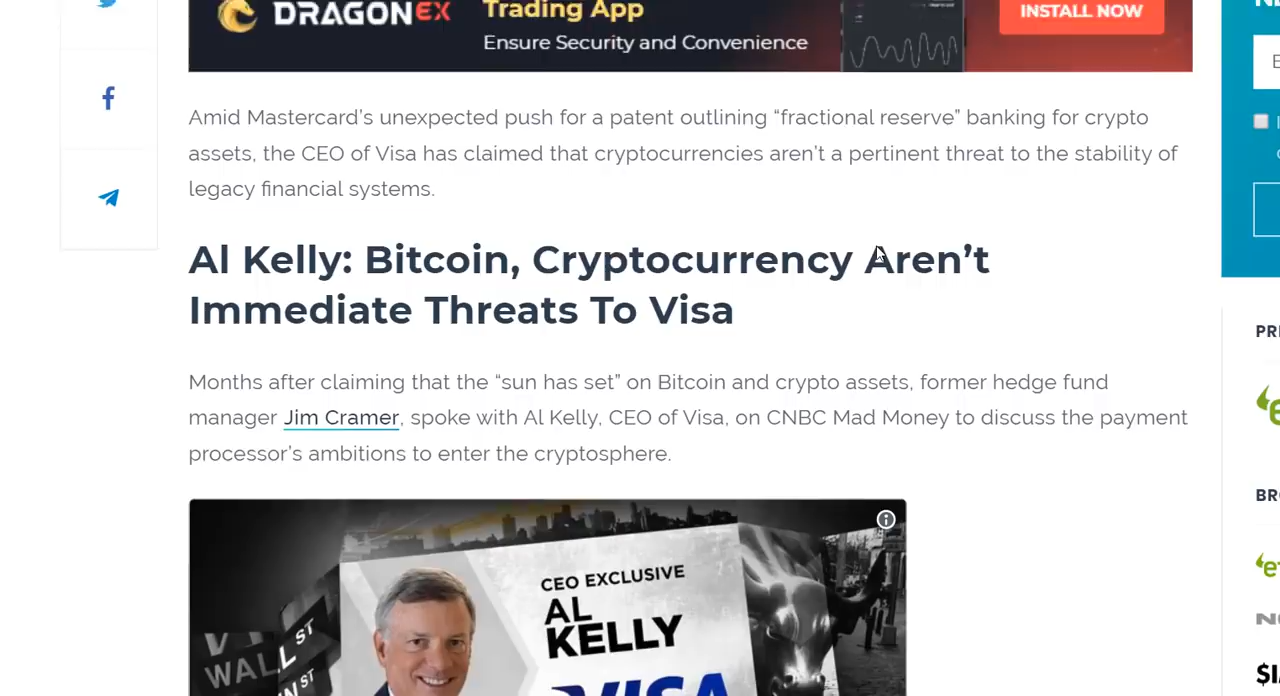 DRAGONEX
Trading App
Ensure Security and Convenience
INSTALL NOW
Amid Mastercard’s unexpected push for a patent outlining “fractional reserve” banking for crypto
assets, the CEO of Visa has claimed that cryptocurrencies aren’t a pertinent threat to the stability of
legacy financial systems.
Al Kelly: Bitcoin, Cryptocurrency Aren’t
Immediate Threats To Visa
Months after claiming that the “sun has set” on Bitcoin and crypto assets, former hedge fund
manager Jim Cramer, spoke with Al Kelly, CEO of Visa, on CNBC Mad Money to discuss the payment
processor’s ambitions to enter the cryptosphere.
CEO EXCLUSIVE
AL
KELLY
VISA
WALL ST